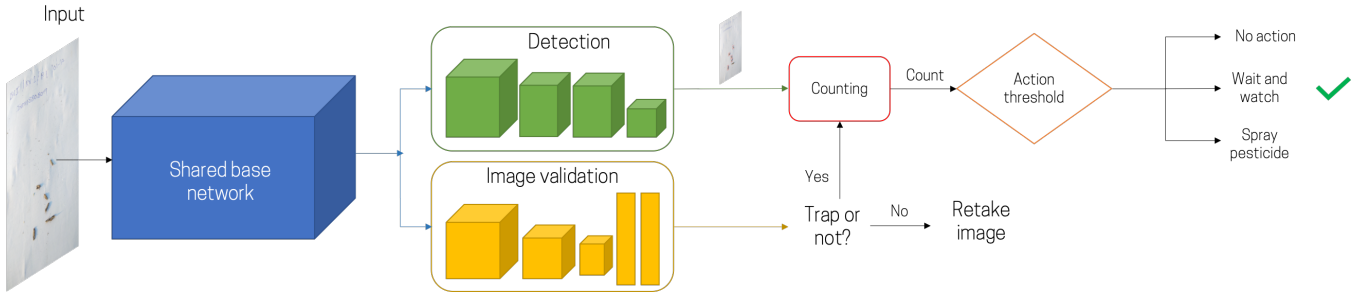 Input
Shared base
network
Detection
Image validation
Counting
Count
Action
threshold
No action
Wait and
watch
Spray
pesticide
Yes
Trap or
not?
No
Retake
image